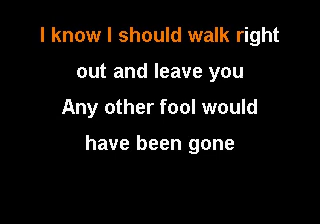 I know I should walk right
out and leave you
Any other fool would
have been gone